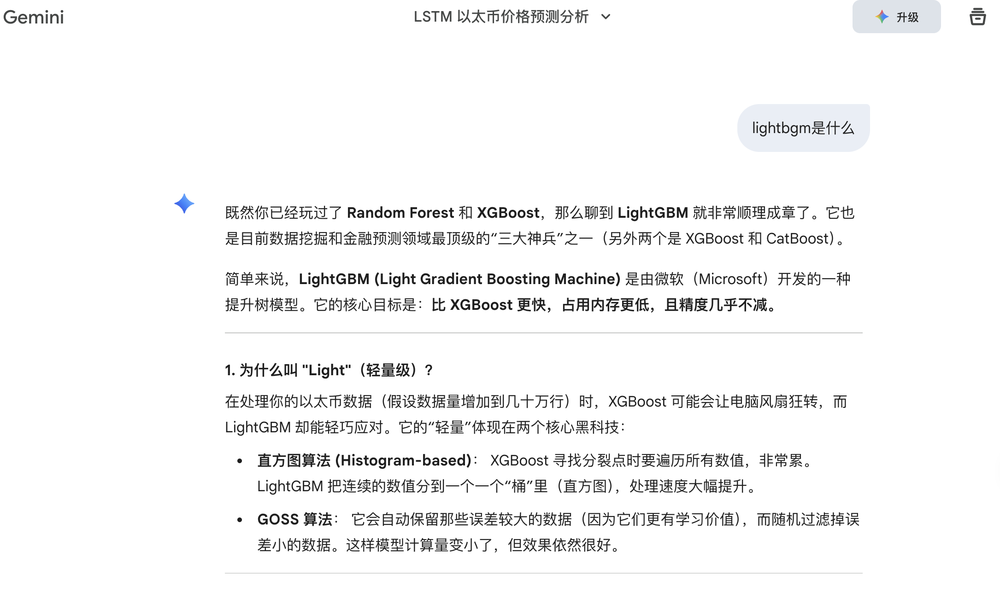 Gemini
LSTM 以太币价格预测分析
升级
lightbgm是什么
既然你已经玩过了 Random Forest 和 XGBoost，那么聊到 LightGBM 就非常顺理成章了。它也
是目前数据挖掘和金融预测领域最顶级的“三大神兵”之一（另外两个是 XGBoost 和 CatBoost）。
简单来说，LightGBM (Light Gradient Boosting Machine) 是由微软（Microsoft）开发的一种
提升树模型。它的核心目标是：比 XGBoost 更快，占用内存更低，且精度几乎不减。
1. 为什么叫 "Light"（轻量级）?
在处理你的以太币数据（假设数据量增加到几十万行）时，XGBoost 可能会让电脑风扇狂转，而
LightGBM 却能轻巧应对。它的“轻量”体现在两个核心黑科技：
• 直方图算法 (Histogram-based)： XGBoost 寻找分裂点时要遍历所有数值，非常累。
LightGBM 把连续的数值分到一个一个“桶”里（直方图），处理速度大幅提升。
• GOSS 算法： 它会自动保留那些误差较大的数据（因为它们更有学习价值），而随机过滤掉误
差小的数据。这样模型计算量变小了，但效果依然很好。